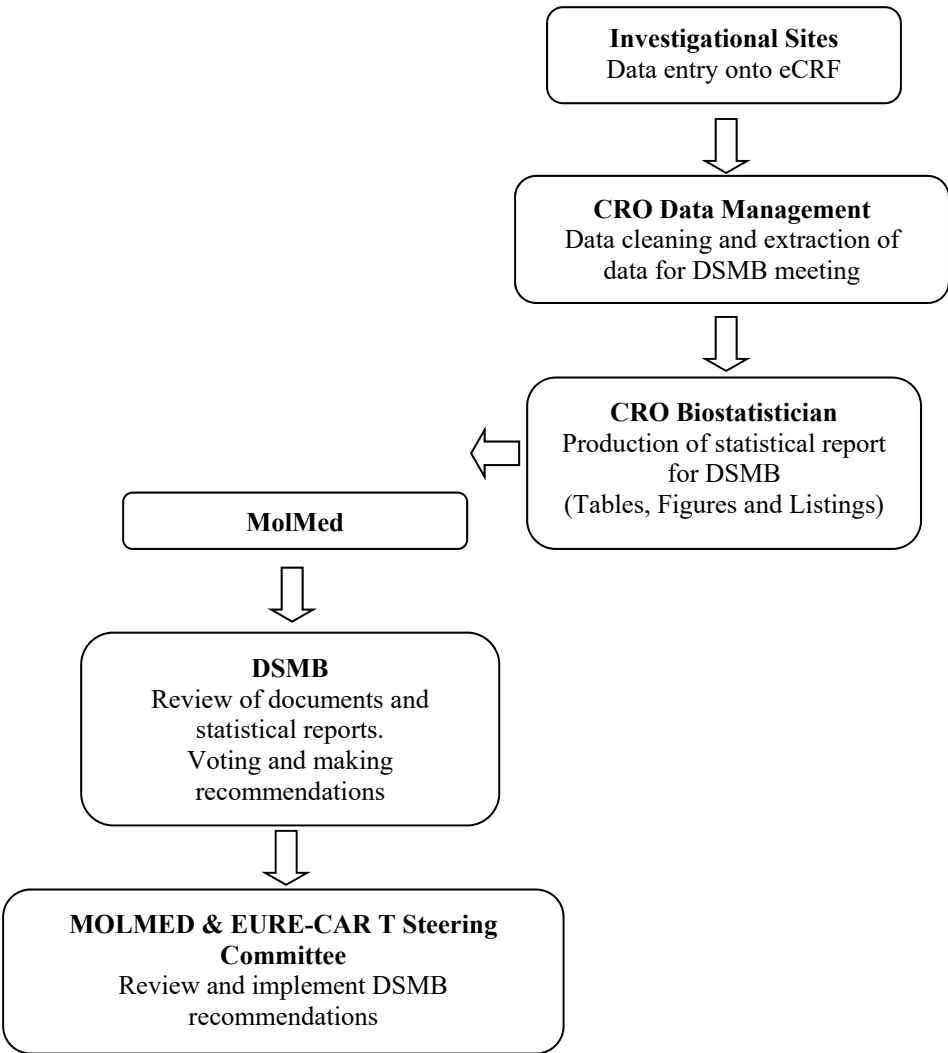 Investigational Sites
Data entry onto eCRF
CRO Data Management
Data cleaning and extraction of
data for DSMB meeting
CRO Biostatistician
Production of statistical report
for DSMB
(Tables, Figures and Listings)
MolMed
DSMB
Review of documents and
statistical reports.
Voting and making
recommendations
MOLMED & EURE-CAR T Steering
Committee
Review and implement DSMB
recommendations